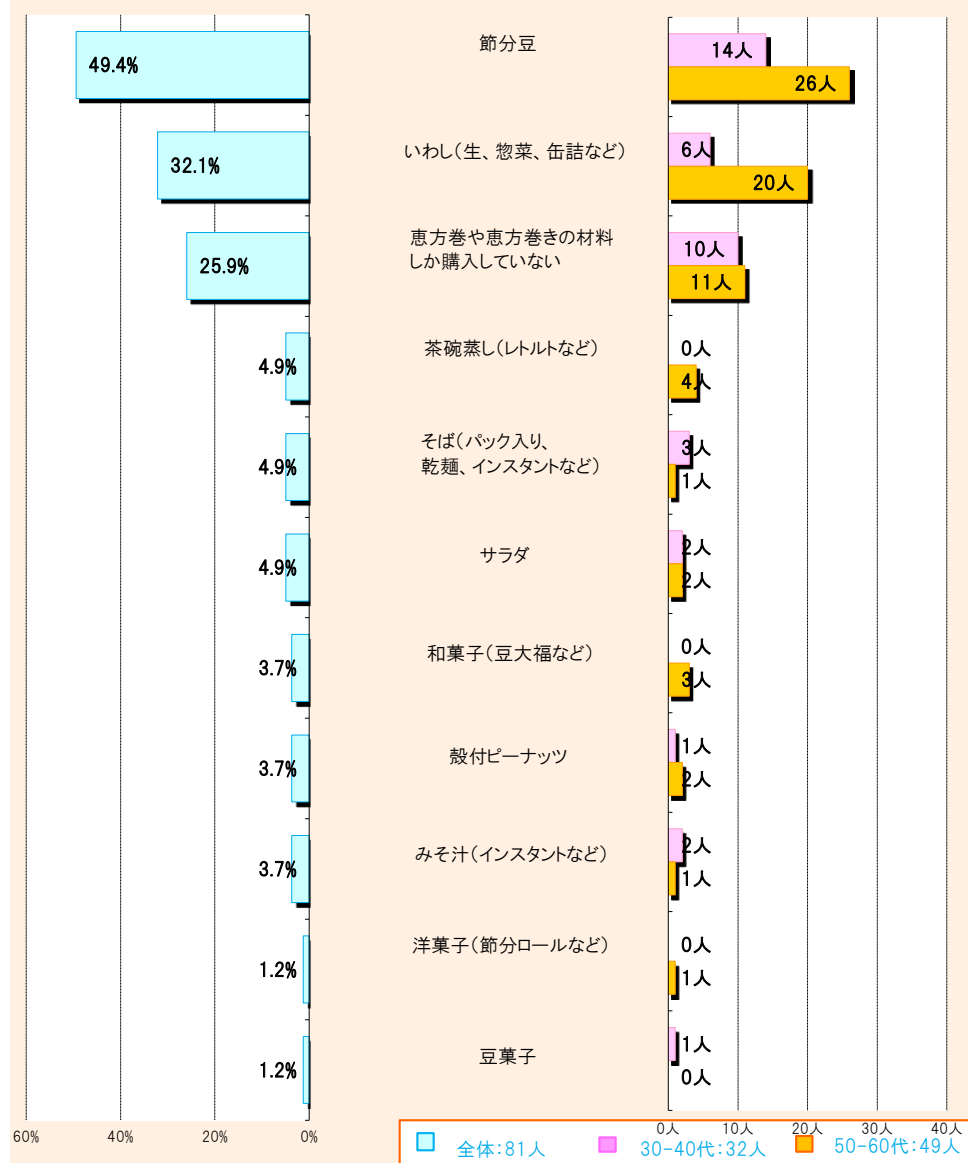 節分豆
49.4%
14人
26人
いわし(生、惣菜、缶詰など)
32.1%
6人
20人
恵方巻や恵方巻きの材料
しか購入していない
25.9%
10人
11人
茶碗蒸し(レトルトなど)
4.9%
0人
4人
そば(パック入り、
乾麺、インスタントなど)
4.9%
3人
1人
サラダ
4.9%
2人
2人
和菓子(豆大福など)
3.7%
0人
3人
殻付ピーナッツ
3.7%
1人
2人
みそ汁(インスタントなど)
3.7%
2人
1人
洋菓子(節分ロールなど)
1.2%
0人
1人
豆菓子
1.2%
1人
0人
60% 40% 20% 0%
0人 10人 20人 30人 40人
全体:81人 30-40代:32人 50-60代:49人